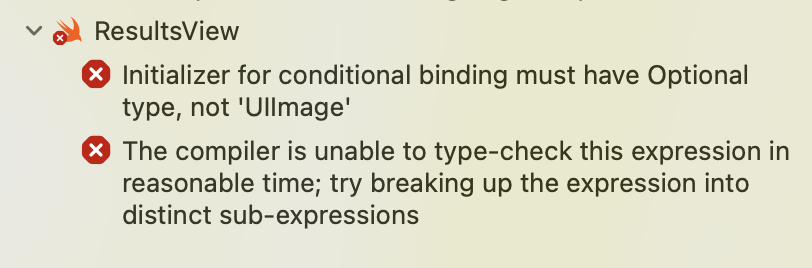 ResultsView
Initializer for conditional binding must have Optional
type, not 'UIImage'
The compiler is unable to type-check this expression in
reasonable time; try breaking up the expression into
distinct sub-expressions